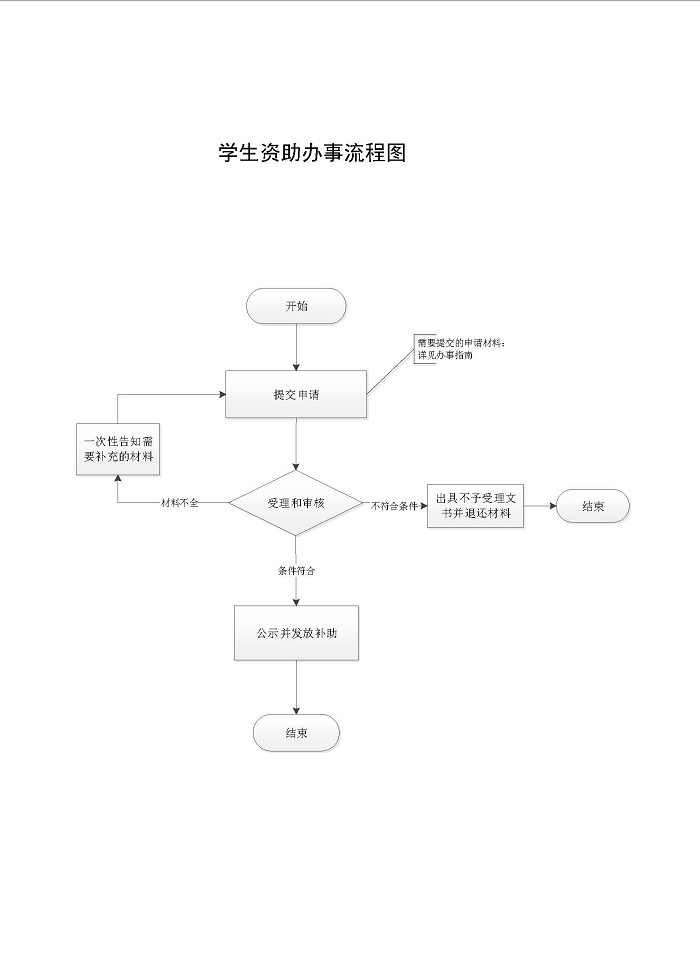 学生资助办事流程图
开始
需要提交的申请材料:
详见办事指南
提交申请
一次性告知需
要补充的材料
材料不全
受理和审核
不符合条件
出具不予受理文
书并退还材料
结束
条件符合
公示并发放补助
结束